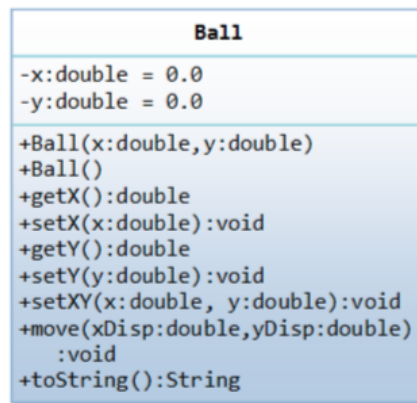 Ball
-x:double = 0.0
-y:double = 0.0
+Ball(x:double,y:double)
+Ball()
+getX():double
+setX(x:double):void
+getY():double
+setY(y:double):void
+setXY(x:double, y:double):void
+move(xDisp:double,yDisp:double)
:void
+toString():String